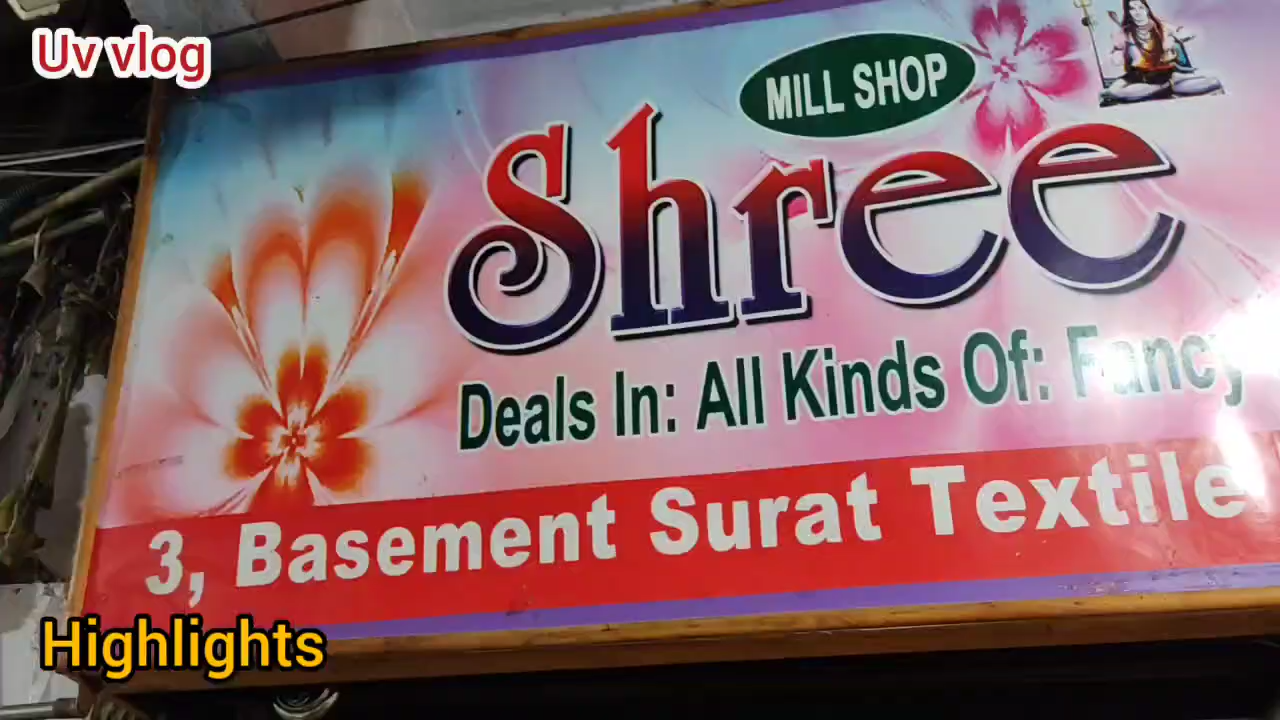 Uv vlog
MILL SHOP
Shree
Deals In: All Kinds Of: Fancy
3, Basement Surat Textile
Highlights